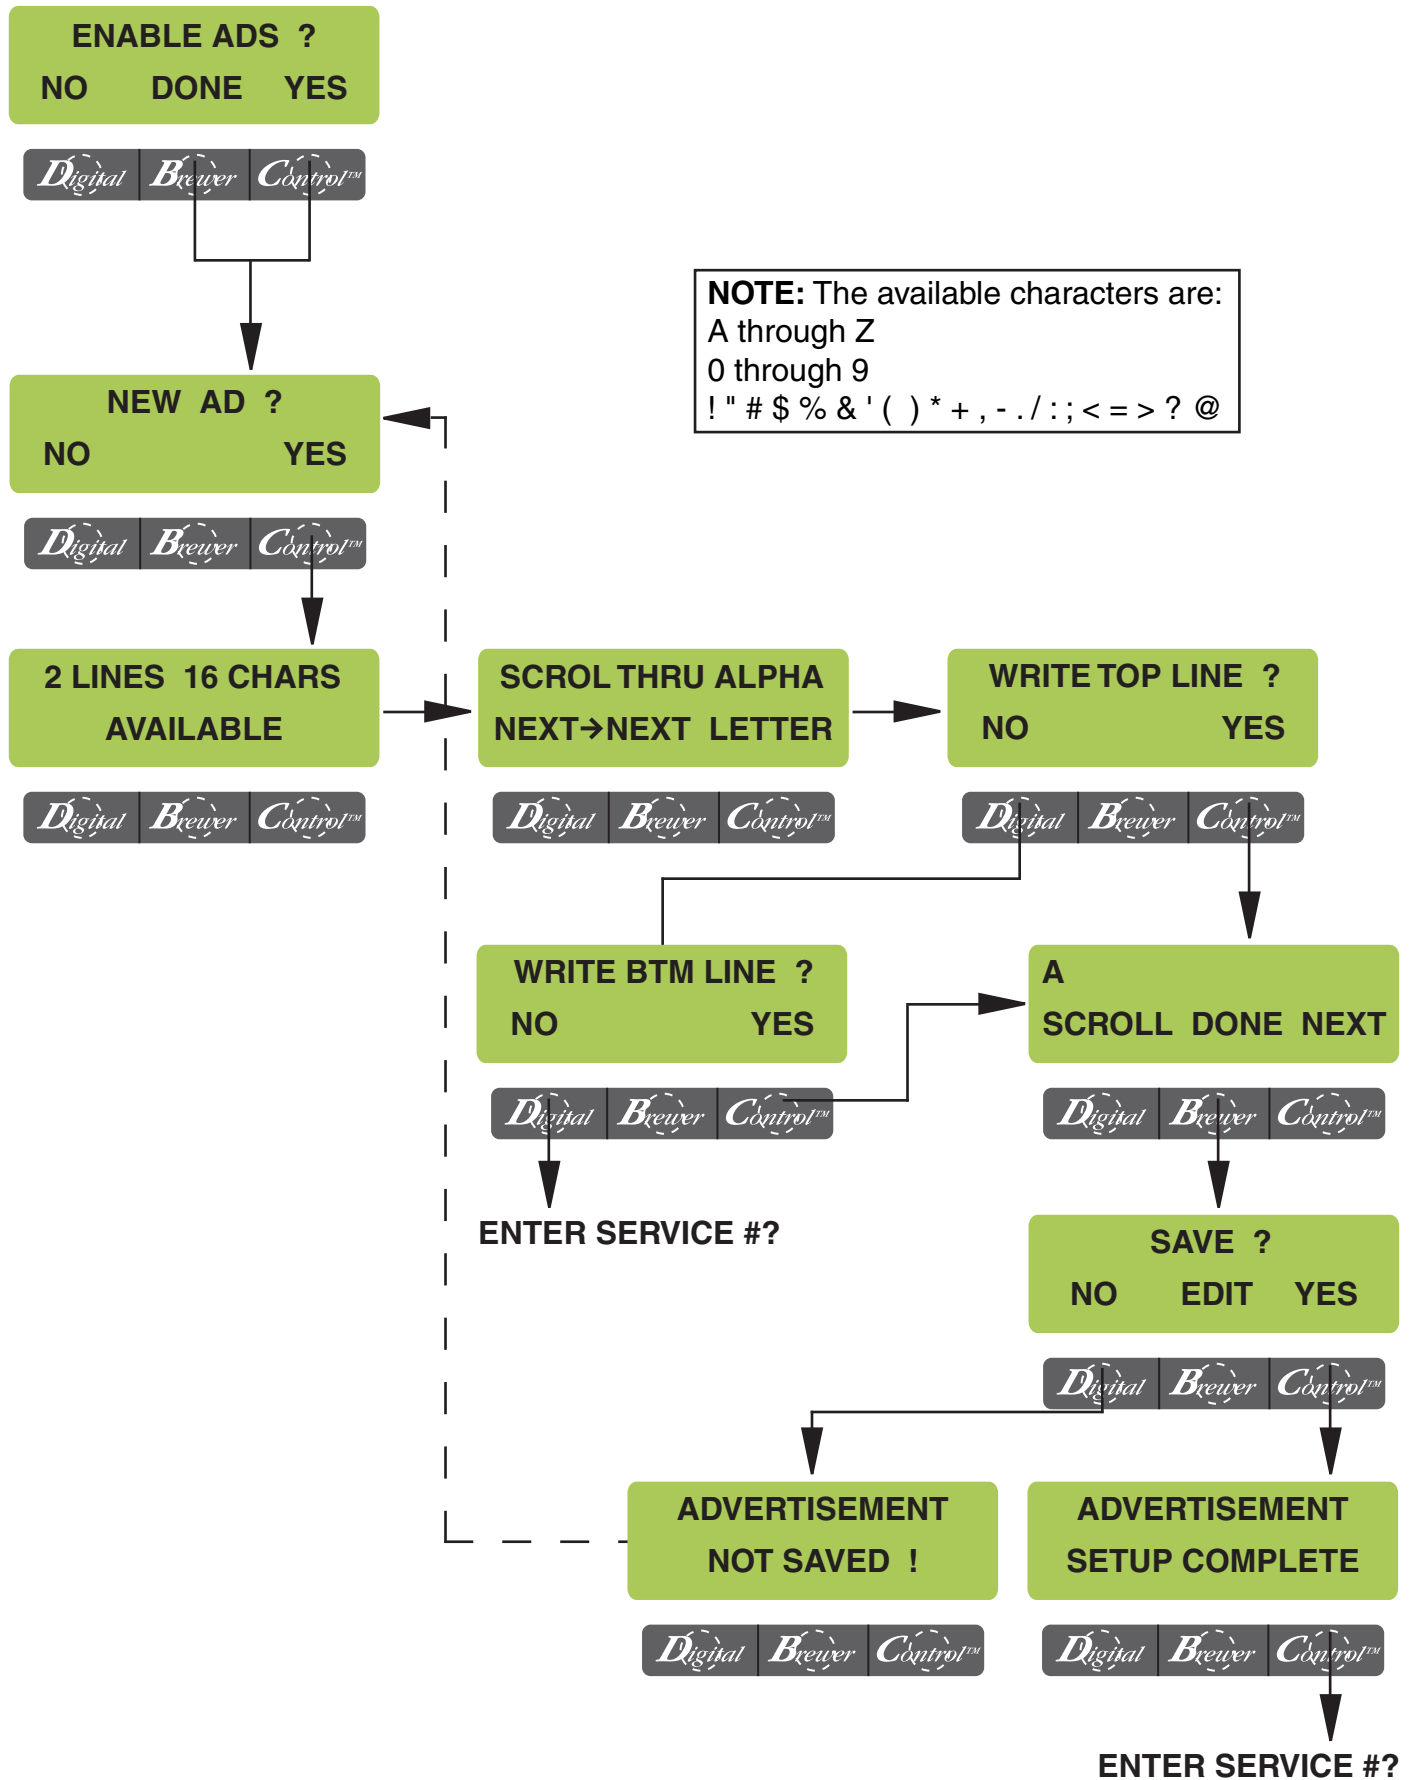 ENABLE ADS ?
NO DONE YES
Digital Brewer Control™
NOTE: The available characters are:
A through Z
0 through 9
! " # $ % & ' ( ) * + , - . / : ; < = > ? @
NEW AD ?
NO YES
Digital Brewer Control™
2 LINES 16 CHARS
AVAILABLE
Digital Brewer Control™
SCROL THRU ALPHA
NEXT→NEXT LETTER
Digital Brewer Control™
WRITE TOP LINE ?
NO YES
Digital Brewer Control™
WRITE BTM LINE ?
NO YES
Digital Brewer Control™
ENTER SERVICE #?
A
SCROLL DONE NEXT
Digital Brewer Control™
SAVE ?
NO EDIT YES
Digital Brewer Control™
ADVERTISEMENT
NOT SAVED !
Digital Brewer Control™
ADVERTISEMENT
SETUP COMPLETE
Digital Brewer Control™
ENTER SERVICE #?